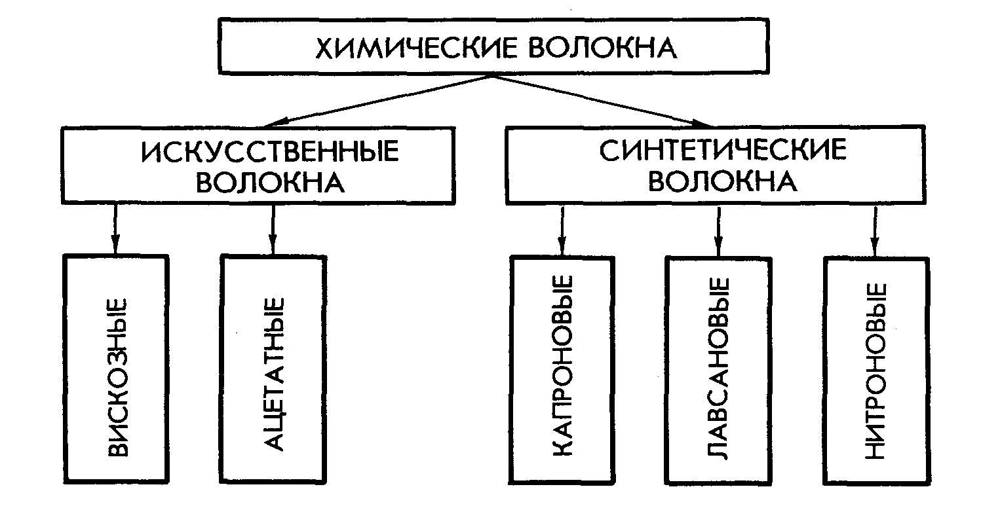 ХИМИЧЕСКИЕ ВОЛОКНА
ИСКУССТВЕННЫЕ
ВОЛОКНА
СИНТЕТИЧЕСКИЕ
ВОЛОКНА
ВИСКОЗНЫЕ
АЦЕТАТНЫЕ
КАПРОНОВЫЕ
ЛАВСАНОВЫЕ
НИТРОНОВЫЕ